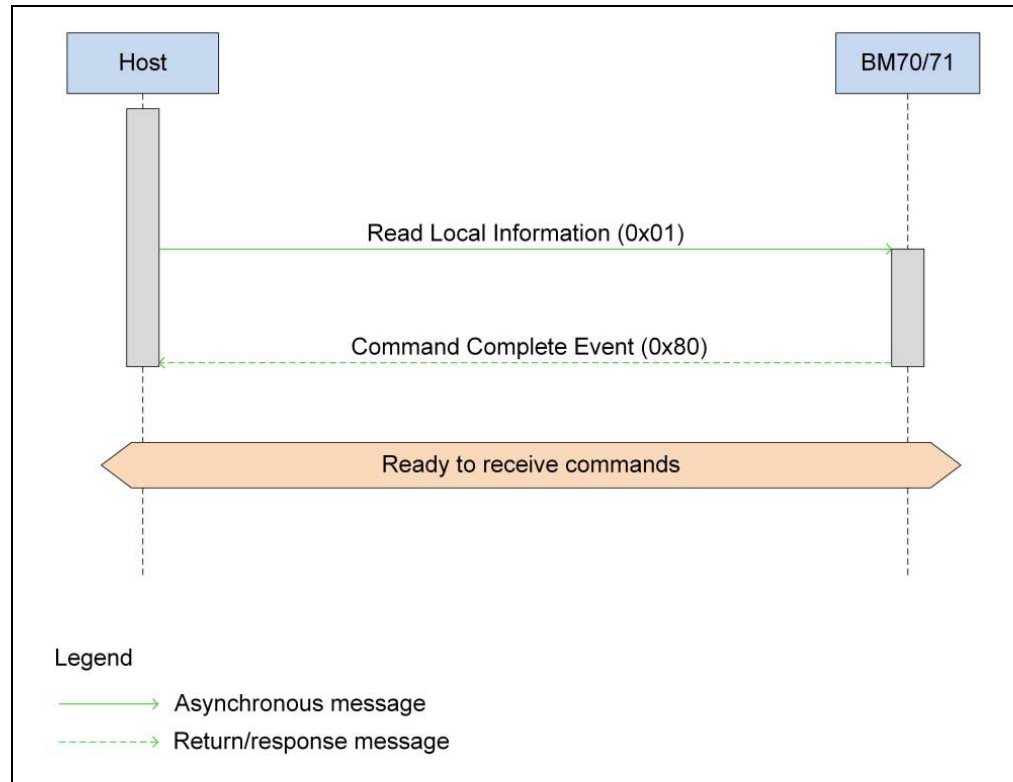 Host
BM70/71
Read Local Information (0x01)
Command Complete Event (0x80)
Ready to receive commands
Legend
Asynchronous message
Return/response message